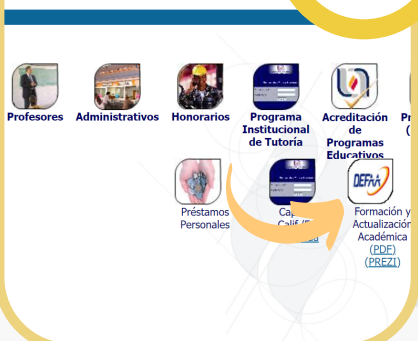 Profesores
Administrativos
Honorarios
Programa
Institucional
de Tutoría
Acreditación
de
Programas
Educativos
DEFAA
Préstamos
Personales
Formación y
Actualización
Académica
(PDF)
(PREZI)